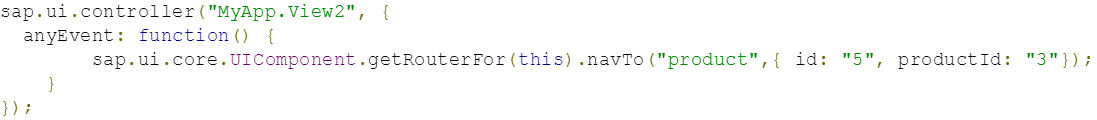 sap.ui.controller("MyApp.View2", {
  anyEvent: function() {
        sap.ui.core.UIComponent.getRouterFor(this).navTo("product",{ id: "5", productId: "3"});
    }
});